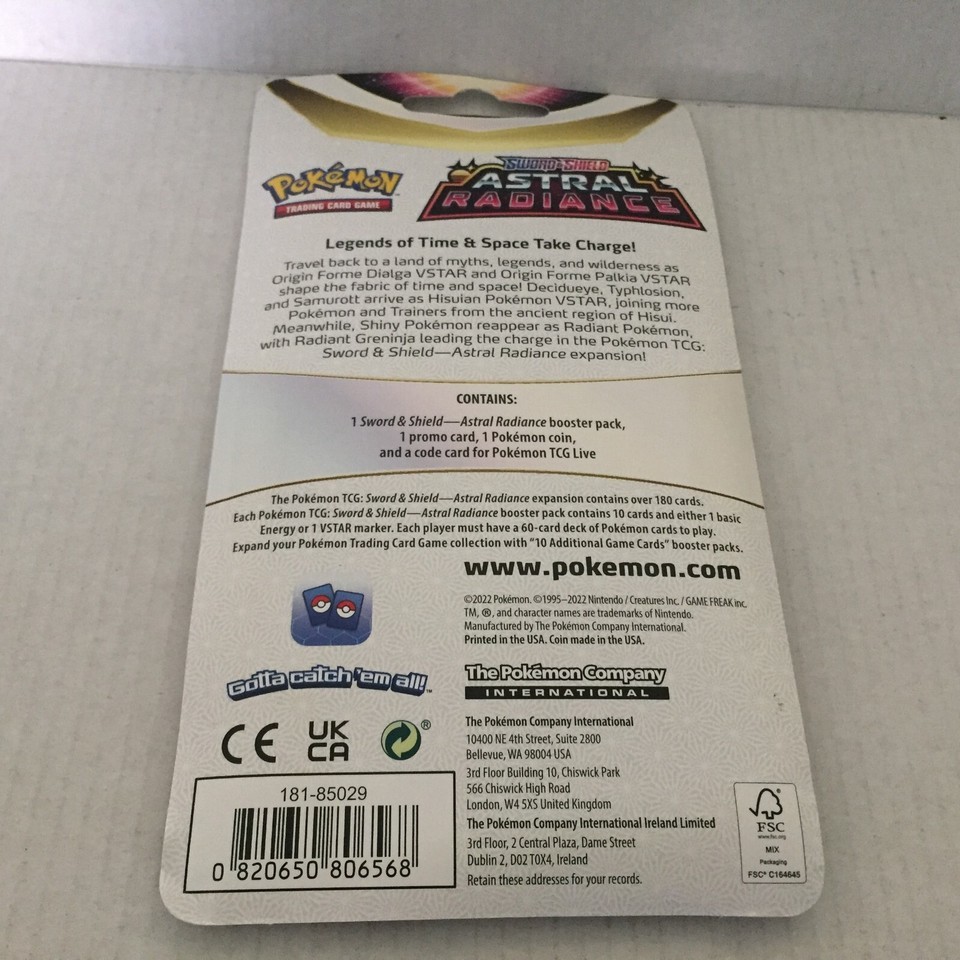 Pokémon™
TRADING CARD GAME
SWORD & SHIELD
ASTRAL
RADIANCE
Legends of Time & Space Take Charge!
Travel back to a land of myths, legends, and wilderness as
Origin Forme Dialga VSTAR and Origin Forme Palkia VSTAR
shape the fabric of time and space! Decidueye, Typhlosion,
and Samurott arrive as Hisuian Pokémon VSTAR, joining more
Pokémon and Trainers from the ancient region of Hisui.
Meanwhile, Shiny Pokémon reappear as Radiant Pokémon,
with Radiant Greninja leading the charge in the Pokémon TCG:
Sword & Shield—Astral Radiance expansion!
CONTAINS:
1 Sword & Shield—Astral Radiance booster pack,
1 promo card, 1 Pokémon coin,
and a code card for Pokémon TCG Live
The Pokémon TCG: Sword & Shield—Astral Radiance expansion contains over 180 cards.
Each Pokémon TCG: Sword & Shield—Astral Radiance booster pack contains 10 cards and either 1 basic
Energy or 1 VSTAR marker. Each player must have a 60-card deck of Pokémon cards to play.
Expand your Pokémon Trading Card Game collection with "10 Additional Game Cards" booster packs.
www.pokemon.com
©2022 Pokémon. ©1995–2022 Nintendo / Creatures Inc. / GAME FREAK inc.
TM, ®, and character names are trademarks of Nintendo.
Manufactured by The Pokémon Company International.
Printed in the USA. Coin made in the USA.
Gotta catch 'em all!™
The Pokémon Company
INTERNATIONAL
CE
UK
CA
®
The Pokémon Company International
10400 NE 4th Street, Suite 2800
Bellevue, WA 98004 USA
3rd Floor Building 10, Chiswick Park
566 Chiswick High Road
London, W4 5XS United Kingdom
The Pokémon Company International Ireland Limited
3rd Floor, 2 Central Plaza, Dame Street
Dublin 2, D02 T0X4, Ireland
Retain these addresses for your records.
181-85029
0 820650 806568
FSC
www.fsc.org
MIX
Packaging
FSC® C164645